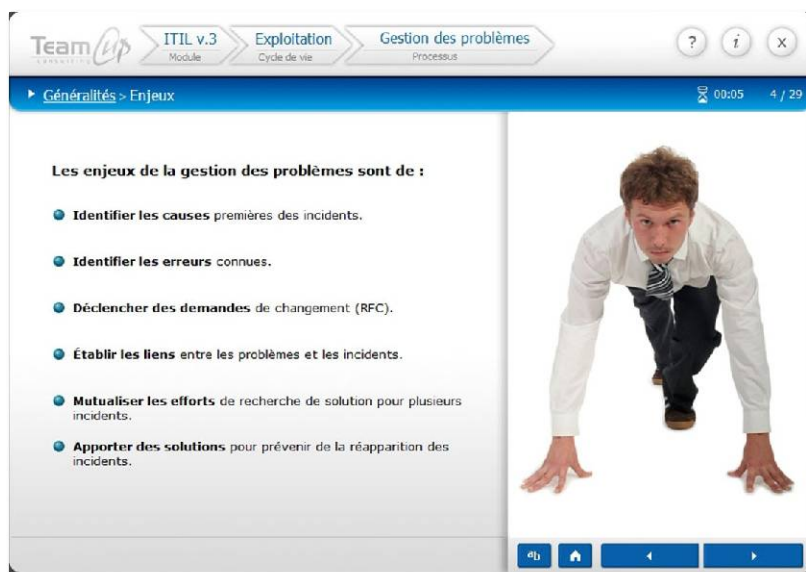 Team Up
consulting
ITIL v.3
Module
Exploitation
Cycle de vie
Gestion des problèmes
Processus
? i X
Généralités > Enjeux
00:05 4 / 29
Les enjeux de la gestion des problèmes sont de :
Identifier les causes premières des incidents.
Identifier les erreurs connues.
Déclencher des demandes de changement (RFC).
Établir les liens entre les problèmes et les incidents.
Mutualiser les efforts de recherche de solution pour plusieurs
incidents.
Apporter des solutions pour prévenir de la réapparition des
incidents.
ab